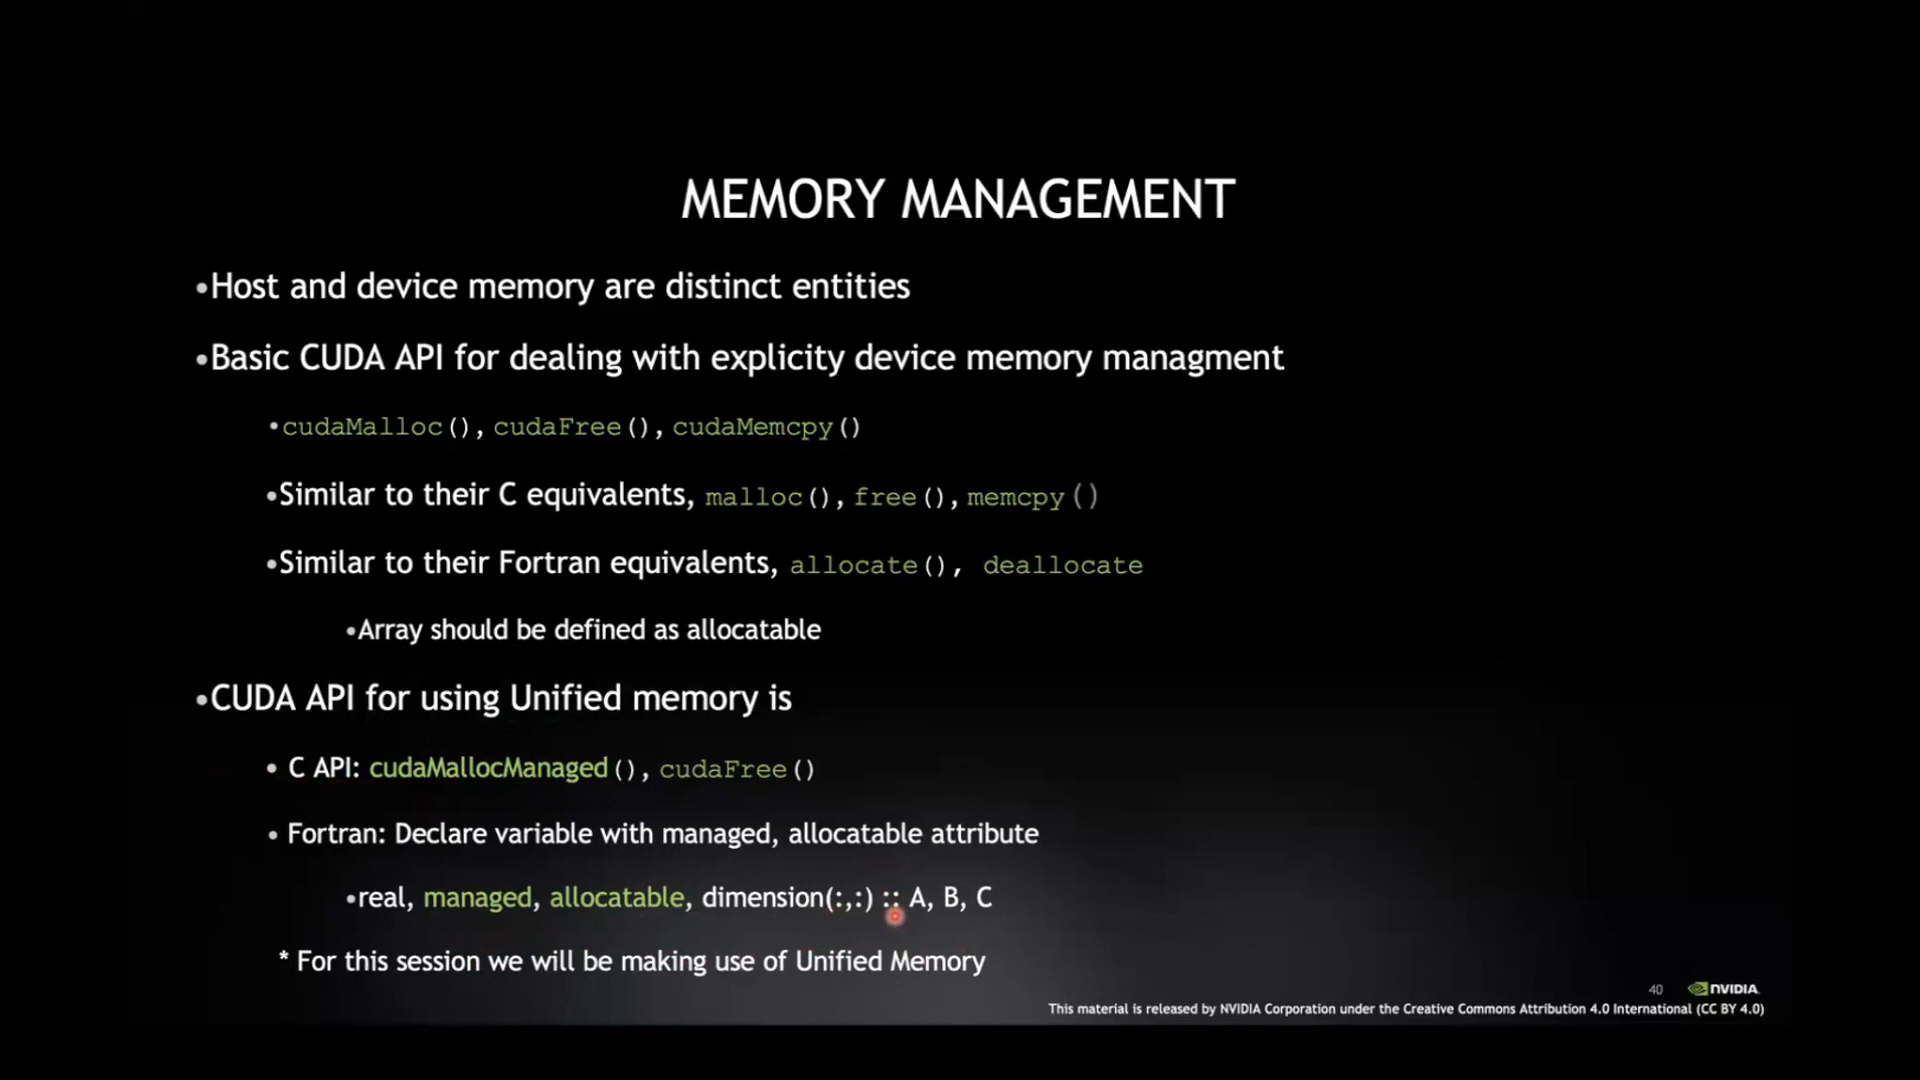 MEMORY MANAGEMENT
•Host and device memory are distinct entities
•Basic CUDA API for dealing with explicity device memory managment
•cudaMalloc(), cudaFree(), cudaMemcpy()
•Similar to their C equivalents, malloc(), free(), memcpy()
•Similar to their Fortran equivalents, allocate(), deallocate
•Array should be defined as allocatable
•CUDA API for using Unified memory is
• C API: cudaMallocManaged(), cudaFree()
• Fortran: Declare variable with managed, allocatable attribute
•real, managed, allocatable, dimension(:,:) :: A, B, C
* For this session we will be making use of Unified Memory
40 NVIDIA.
This material is released by NVIDIA Corporation under the Creative Commons Attribution 4.0 International (CC BY 4.0)